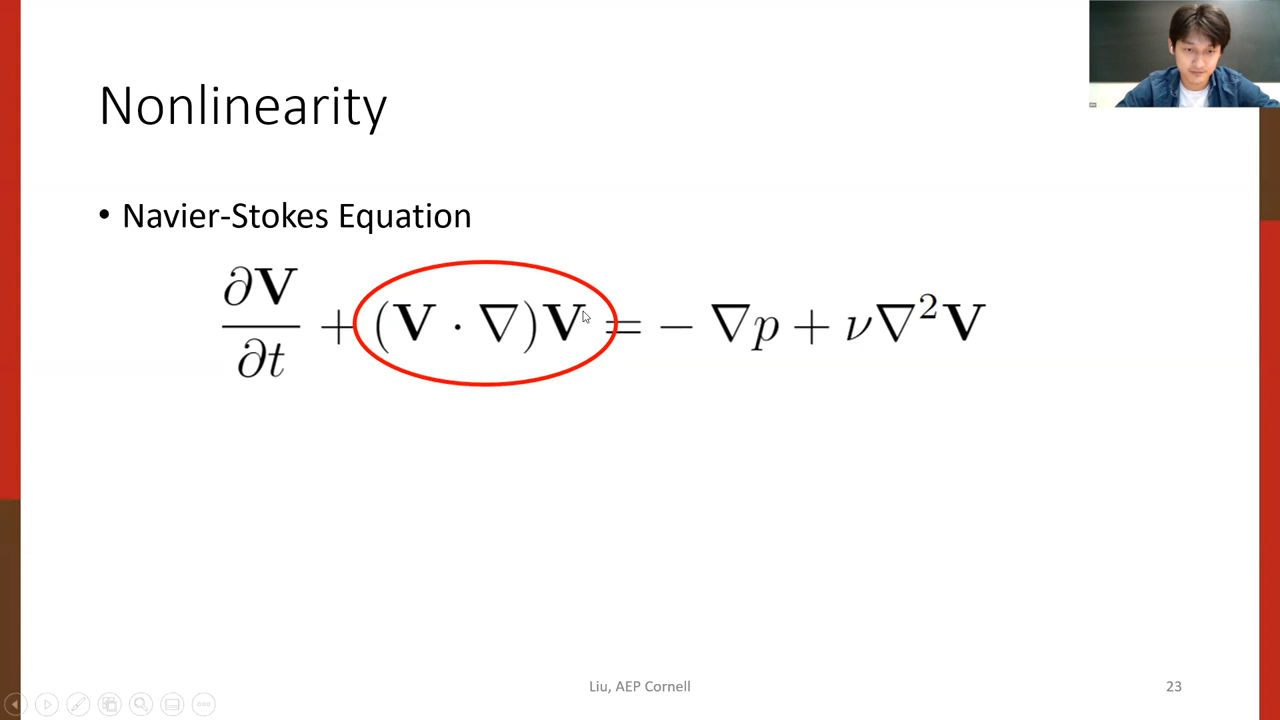 Nonlinearity
• Navier-Stokes Equation
∂V/∂t + (V · ∇)V = − ∇p + ν∇²V
Liu, AEP Cornell
23